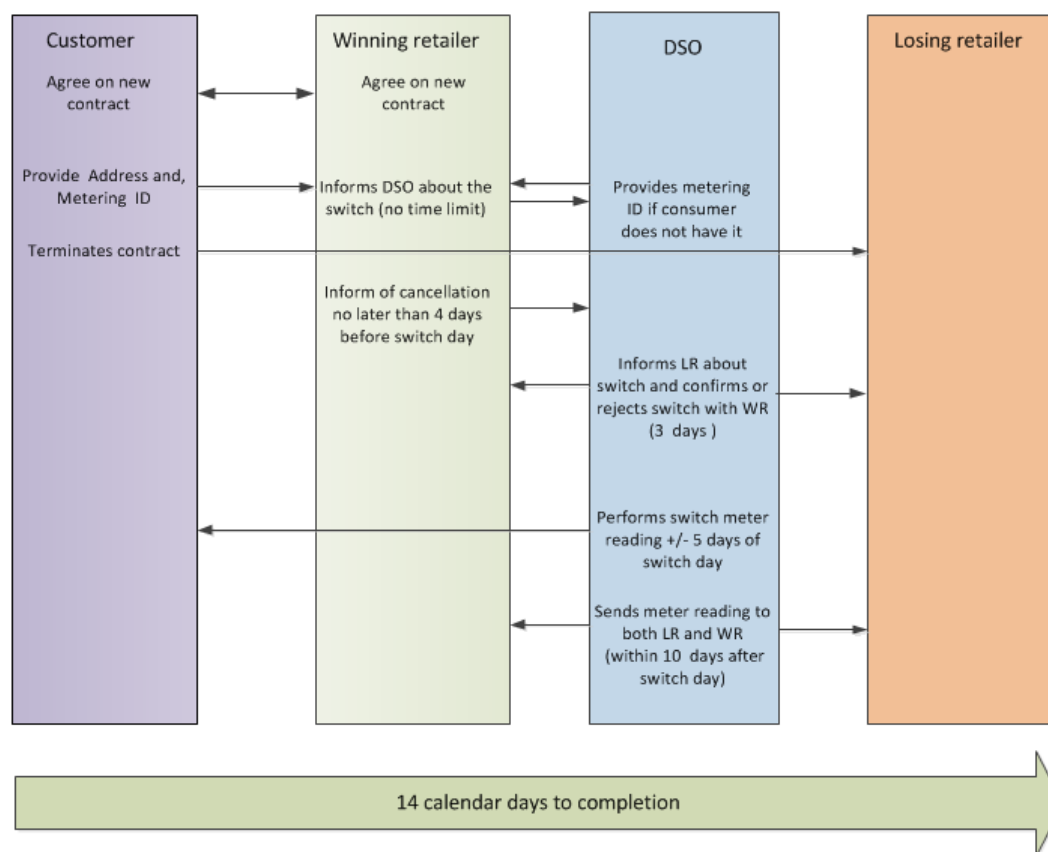 Customer
Agree on new
contract
Provide Address and,
Metering ID
Terminates contract
Winning retailer
Agree on new
contract
Informs DSO about the
switch (no time limit)
Inform of cancellation
no later than 4 days
before switch day
DSO
Provides metering
ID if consumer
does not have it
Informs LR about
switch and confirms or
rejects switch with WR
(3 days )
Performs switch meter
reading +/- 5 days of
switch day
Sends meter reading to
both LR and WR
(within 10 days after
switch day)
Losing retailer
14 calendar days to completion